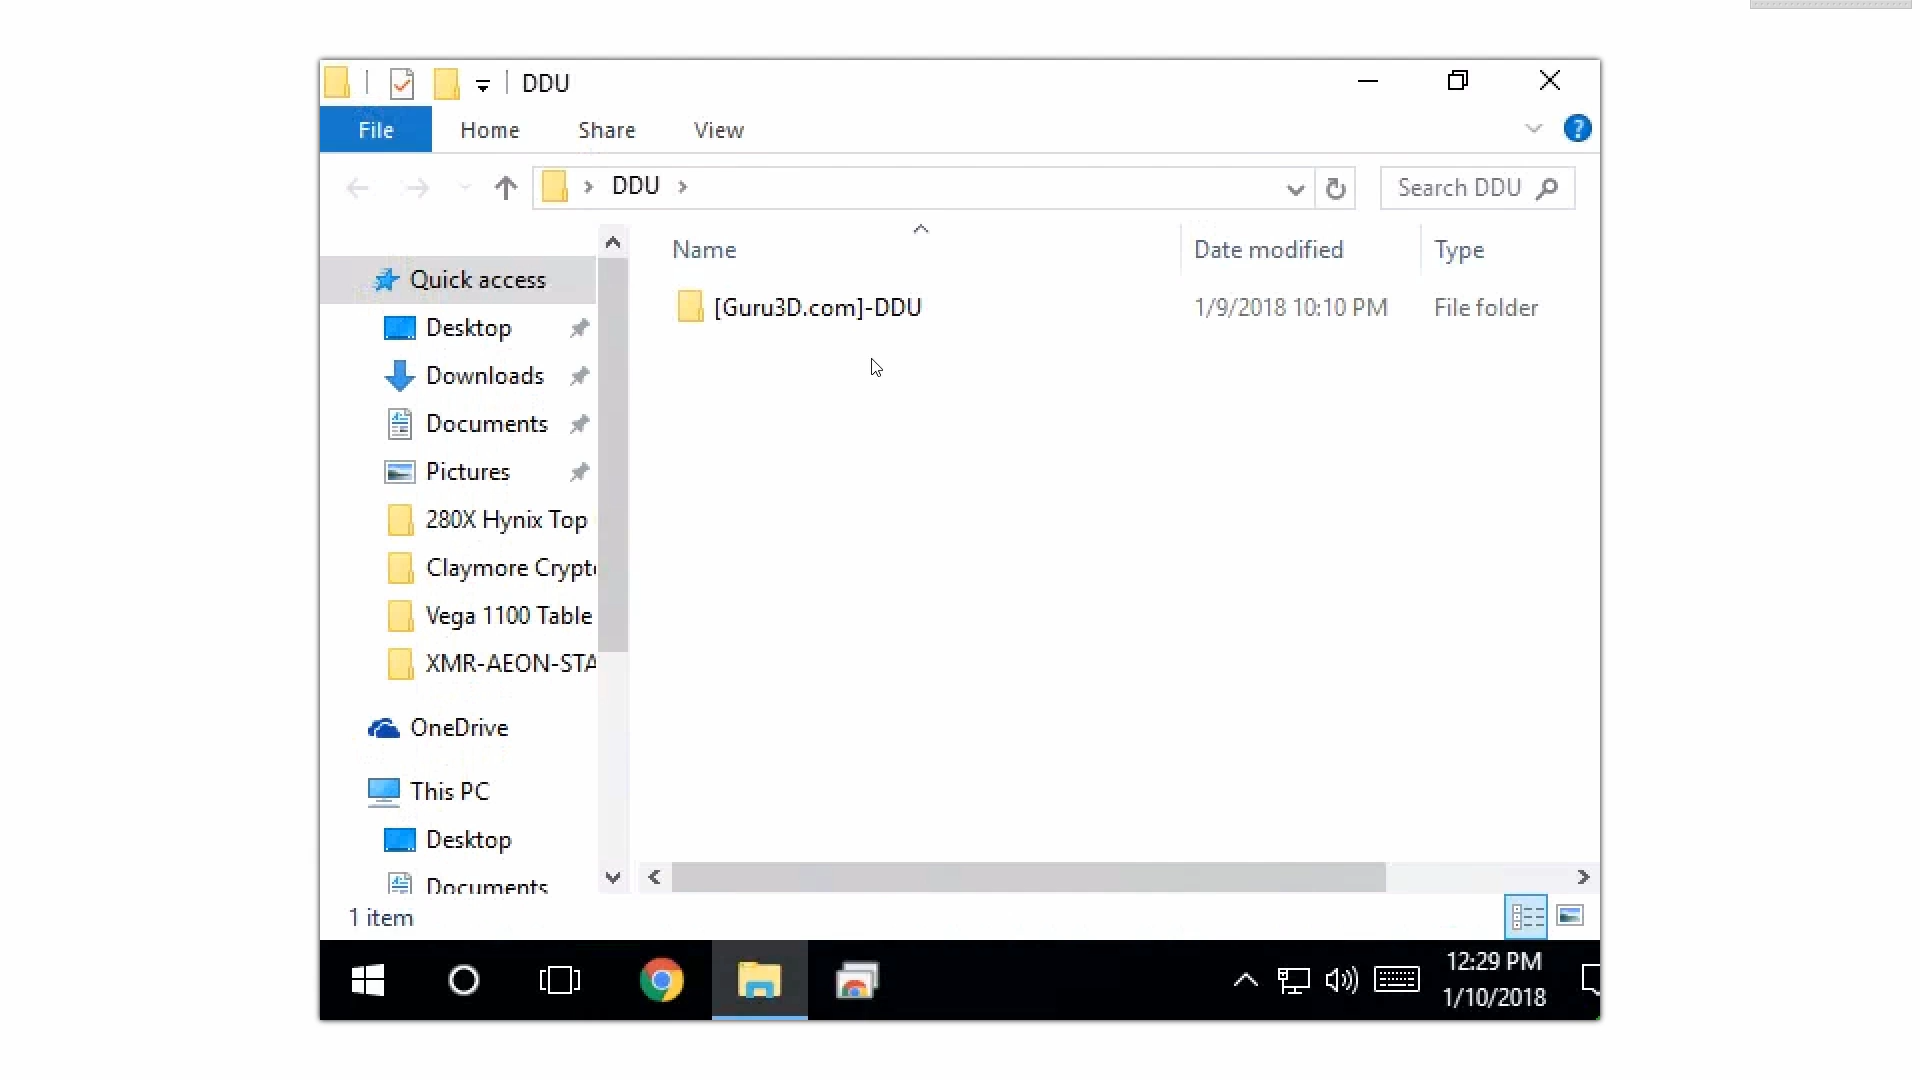 DDU
File Home Share View
DDU
Search DDU
Name Date modified Type
Quick access
[Guru3D.com]-DDU 1/9/2018 10:10 PM File folder
Desktop
Downloads
Documents
Pictures
280X Hynix Top
Claymore Crypt
Vega 1100 Table
XMR-AEON-STA
OneDrive
This PC
Desktop
Documents
1 item
12:29 PM
1/10/2018